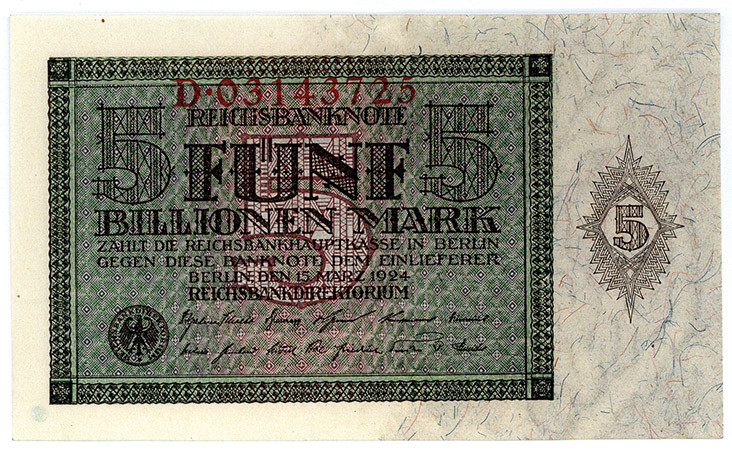 D·03143725
REICHSBANKNOTE
5 FÜNF 5
BILLIONEN MARK
ZAHLT DIE REICHSBANKHAUPTKASSE IN BERLIN
GEGEN DIESE BANKNOTE DEM EINLIEFERER
BERLIN, DEN 15. MÄRZ 1924
REICHSBANKDIREKTORIUM
5
5